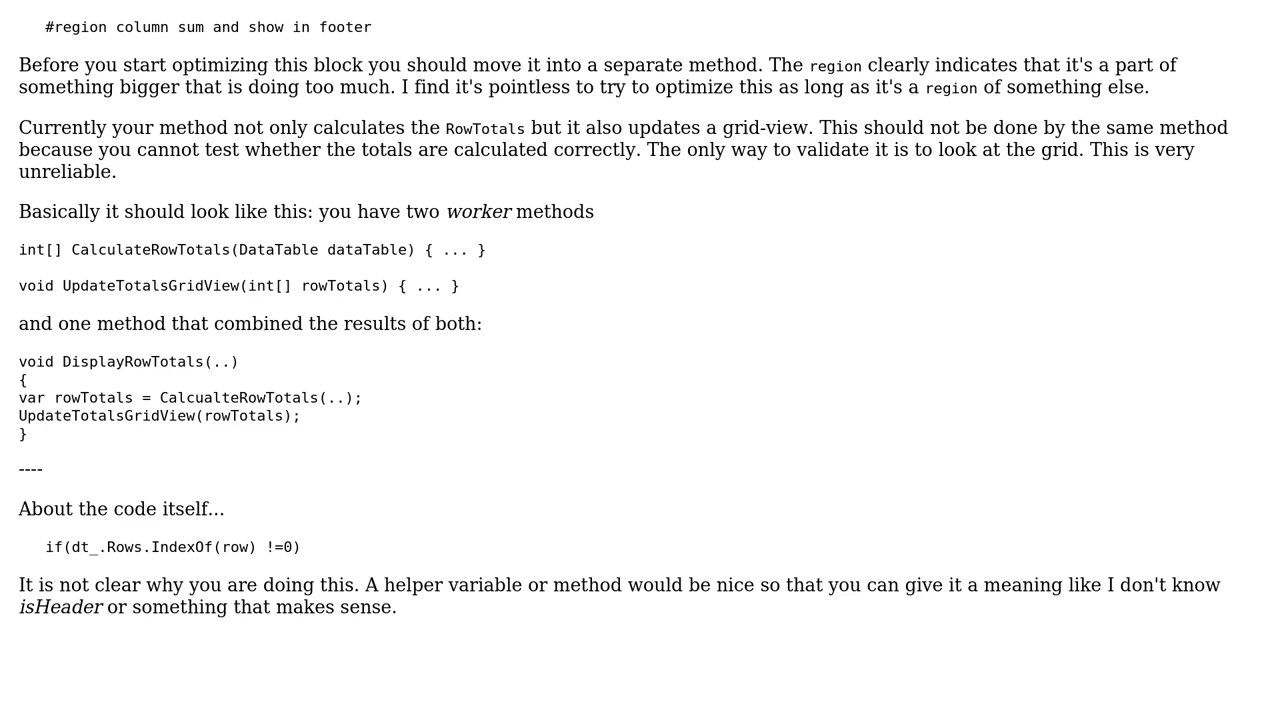 #region column sum and show in footer
Before you start optimizing this block you should move it into a separate method. The region clearly indicates that it's a part of
something bigger that is doing too much. I find it's pointless to try to optimize this as long as it's a region of something else.
Currently your method not only calculates the RowTotals but it also updates a grid-view. This should not be done by the same method
because you cannot test whether the totals are calculated correctly. The only way to validate it is to look at the grid. This is very
unreliable.
Basically it should look like this: you have two worker methods
int[] CalculateRowTotals(DataTable dataTable) { ... }
void UpdateTotalsGridView(int[] rowTotals) { ... }
and one method that combined the results of both:
void DisplayRowTotals(..)
{
var rowTotals = CalcualteRowTotals(..);
UpdateTotalsGridView(rowTotals);
}
----
About the code itself...
if(dt_.Rows.IndexOf(row) !=0)
It is not clear why you are doing this. A helper variable or method would be nice so that you can give it a meaning like I don't know
isHeader or something that makes sense.